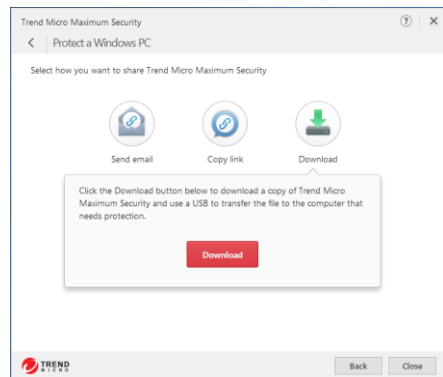 Trend Micro Maximum Security
?
Protect a Windows PC
Select how you want to share Trend Micro Maximum Security
Send email
Copy link
Download
Click the Download button below to download a copy of Trend Micro
Maximum Security and use a USB to transfer the file to the computer that
needs protection.
Download
TREND
MICRO
Back
Close